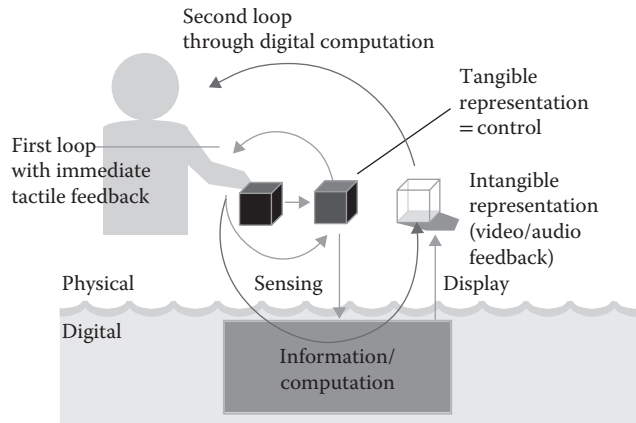 Second loop
through digital computation
Tangible
representation
= control
First loop
with immediate
tactile feedback
Intangible
representation
(video/audio
feedback)
Physical
Sensing
Display
Digital
Information/
computation